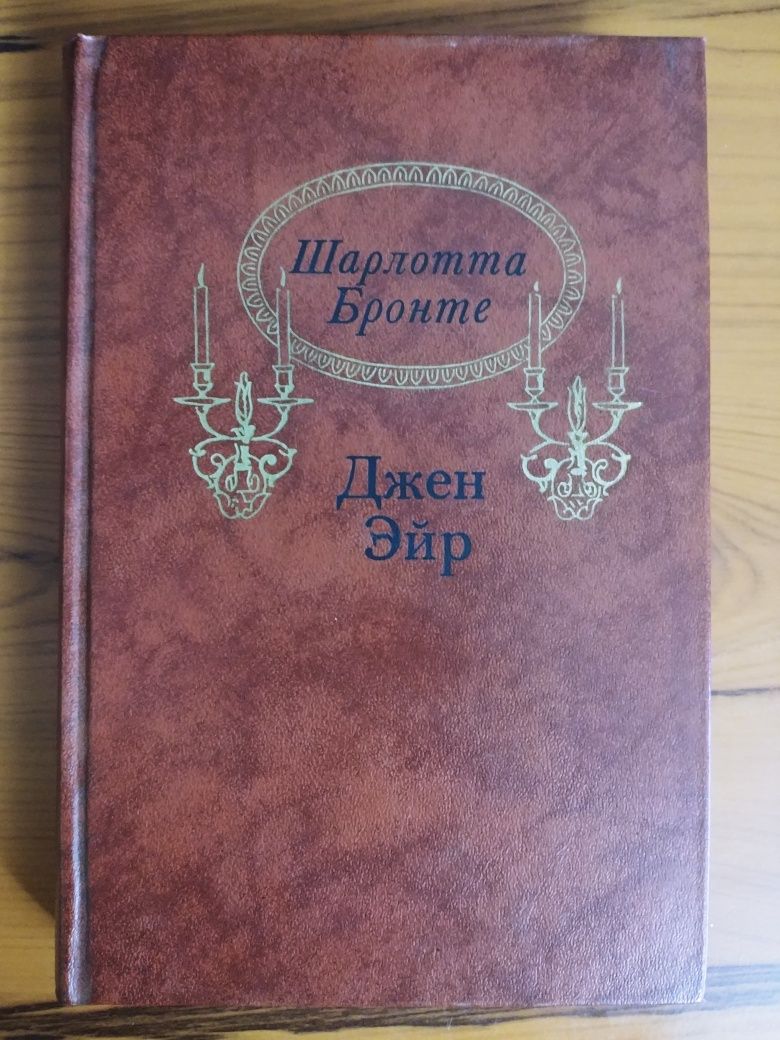 Шарлотта
Бронте
Джен
Эйр